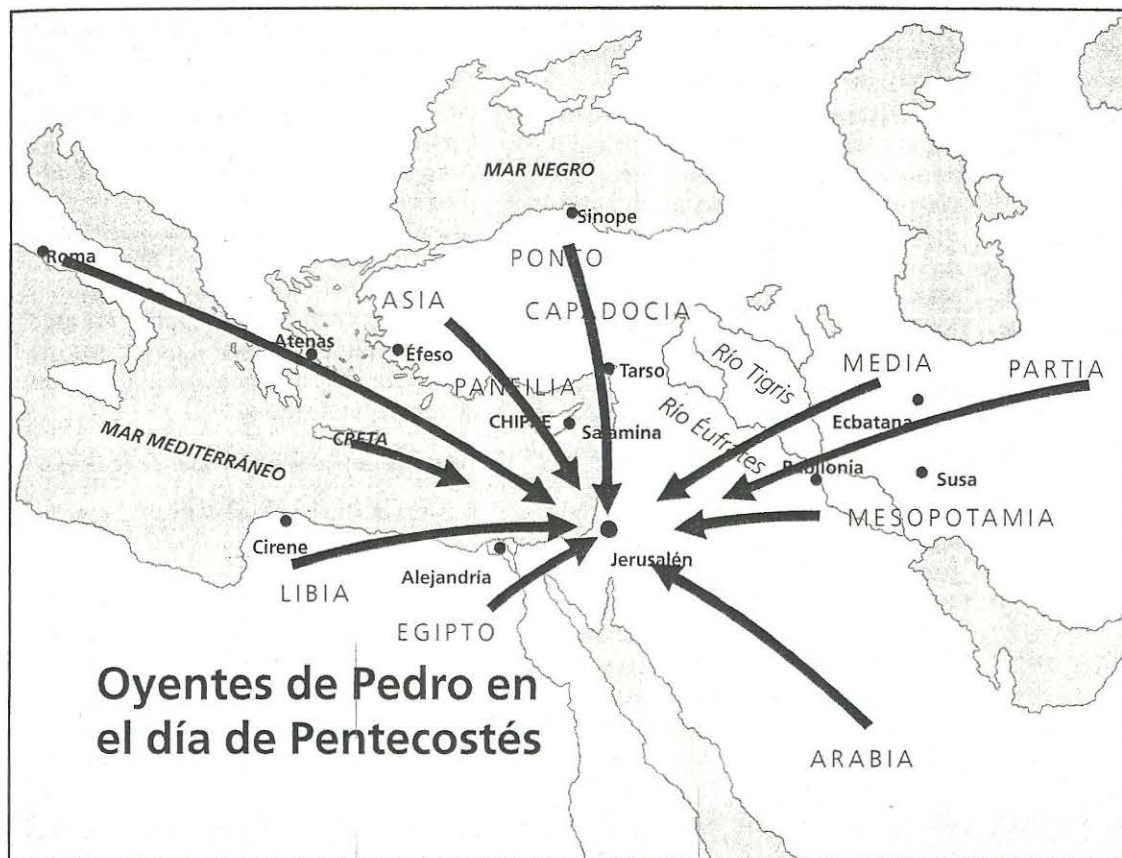 MAR NEGRO
Sinope
Roma
PONTO
ASIA
CAPADOCIA
Atenas
Éfeso
Río Tigris
MEDIA
PARTIA
PANFILIA
Tarso
Ecbatana
CHIPRE
Salamina
Río Éufrates
MAR MEDITERRÁNEO
CRETA
Babilonia
Susa
Cirene
MESOPOTAMIA
Alejandría
Jerusalén
LIBIA
EGIPTO
Oyentes de Pedro en
el día de Pentecostés
ARABIA